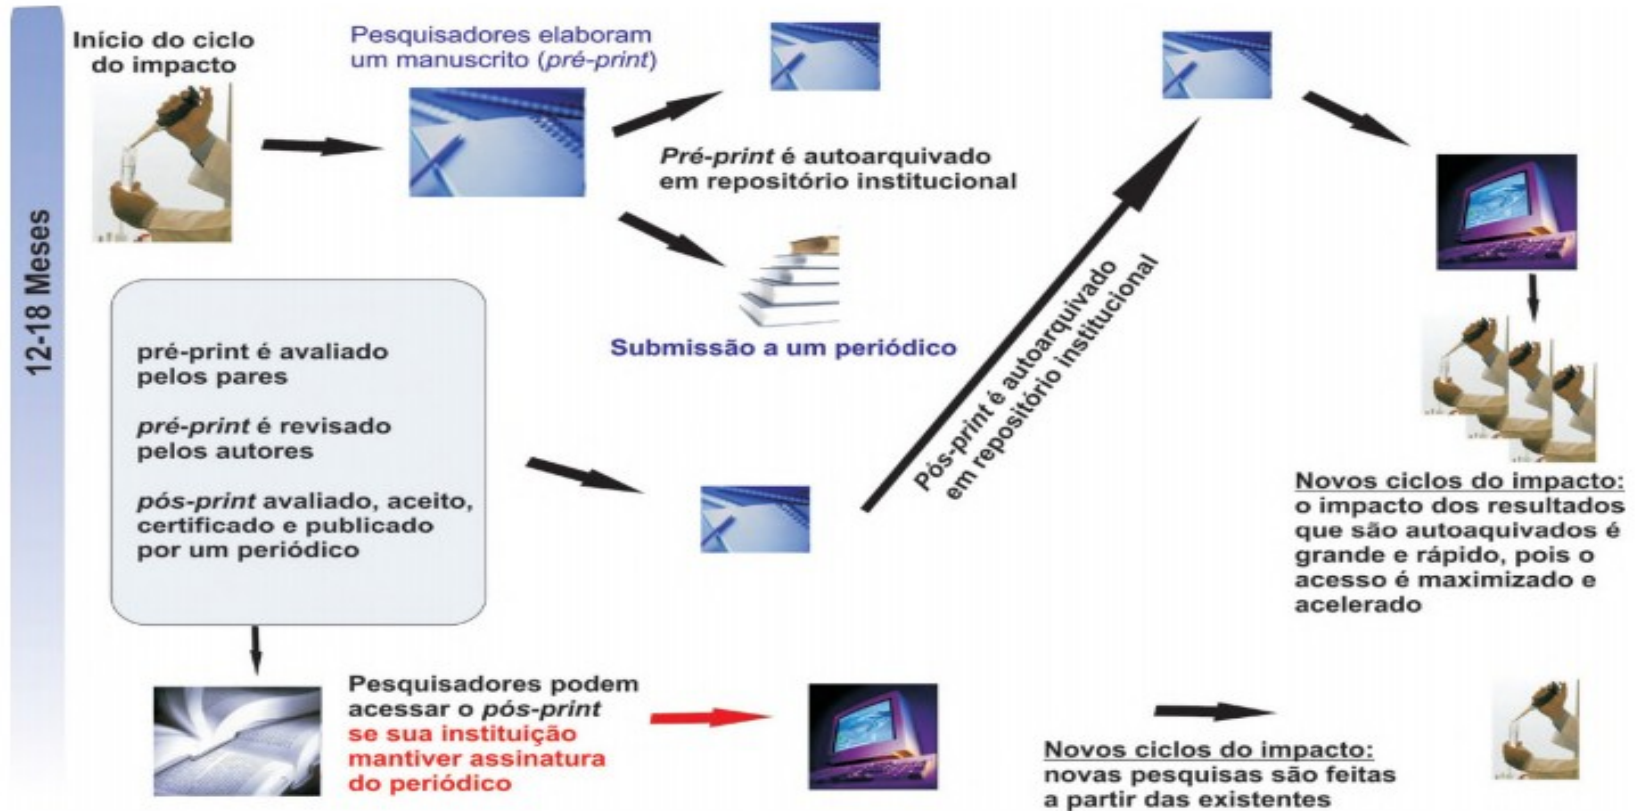 Início do ciclo
do impacto
Pesquisadores elaboram
um manuscrito (pré-print)
Pré-print é autoarquivado
em repositório institucional
Submissão a um periódico
12-18 Meses
pré-print é avaliado
pelos pares
pré-print é revisado
pelos autores
pós-print avaliado, aceito,
certificado e publicado
por um periódico
Pós-print é autoarquivado
em repositório institucional
Novos ciclos do impacto:
o impacto dos resultados
que são autoaquivados é
grande e rápido, pois o
acesso é maximizado e
acelerado
Pesquisadores podem
acessar o pós-print
se sua instituição
mantiver assinatura
do periódico
Novos ciclos do impacto:
novas pesquisas são feitas
a partir das existentes